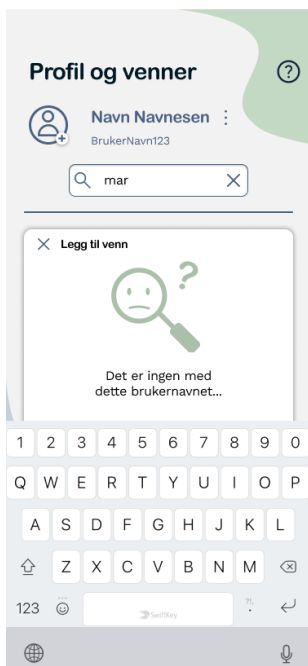 Profil og venner
?
Navn Navnesen
BrukerNavn123
mar
Legg til venn
?
Det er ingen med
dette brukernavnet...
1 2 3 4 5 6 7 8 9 0
Q W E R T Y U I O P
A S D F G H J K L
Z X C V B N M
123 SwiftKey ?!,.